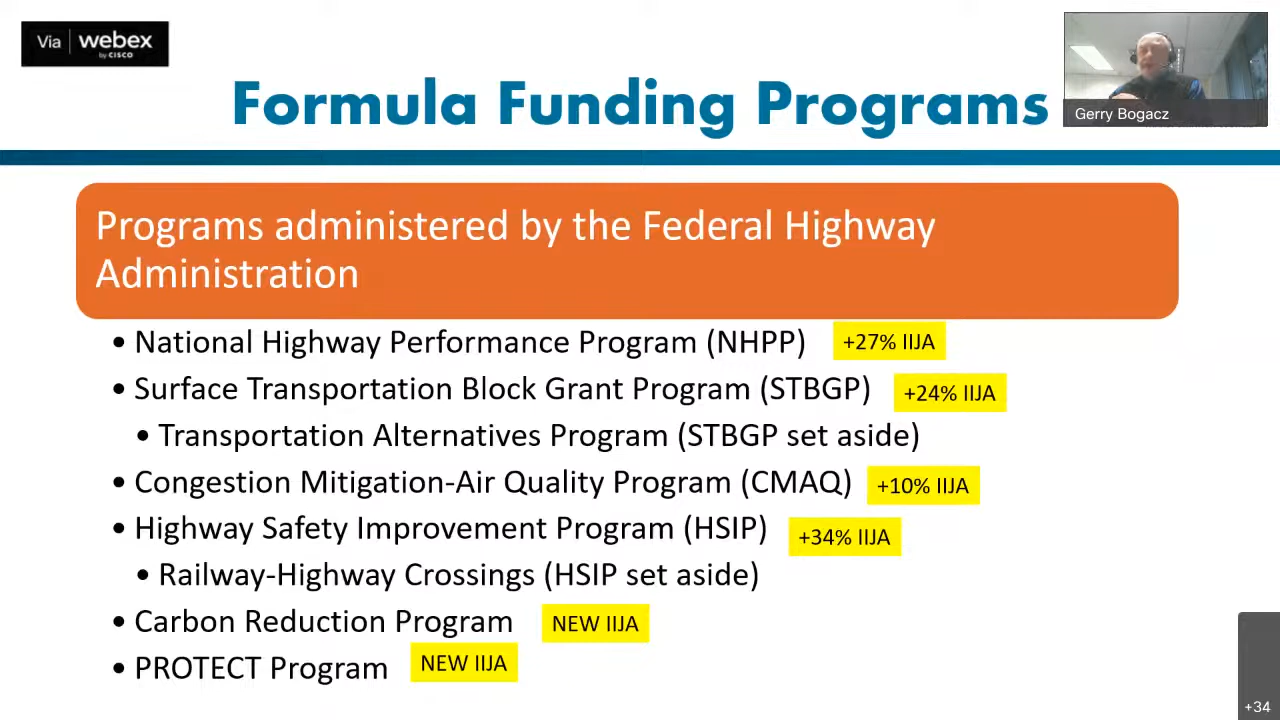 Via webex
by CISCO
Formula Funding Programs
Gerry Bogacz
Programs administered by the Federal Highway
Administration
• National Highway Performance Program (NHPP) +27% IIJA
• Surface Transportation Block Grant Program (STBGP) +24% IIJA
• Transportation Alternatives Program (STBGP set aside)
• Congestion Mitigation-Air Quality Program (CMAQ) +10% IIJA
• Highway Safety Improvement Program (HSIP) +34% IIJA
• Railway-Highway Crossings (HSIP set aside)
• Carbon Reduction Program NEW IIJA
• PROTECT Program NEW IIJA
+34